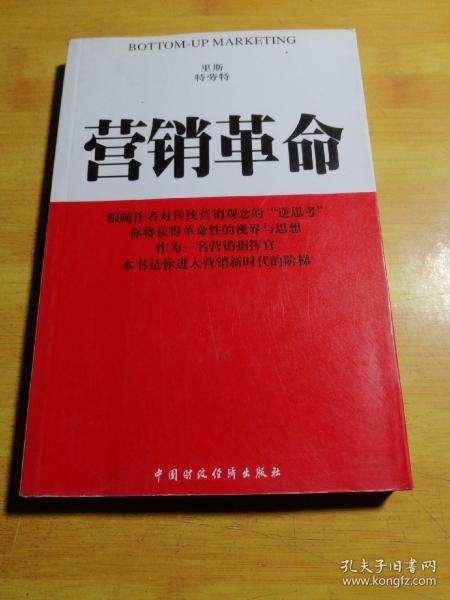 BOTTOM-UP MARKETING
里斯
特劳特
营销革命
跟随作者对传统营销观念的“逆思考”
你将获得革命性的视界与思想
作为一名营销指挥官
本书是你进入营销新时代的阶梯
中国财政经济出版社
孔夫子旧书网
www.kongfz.com